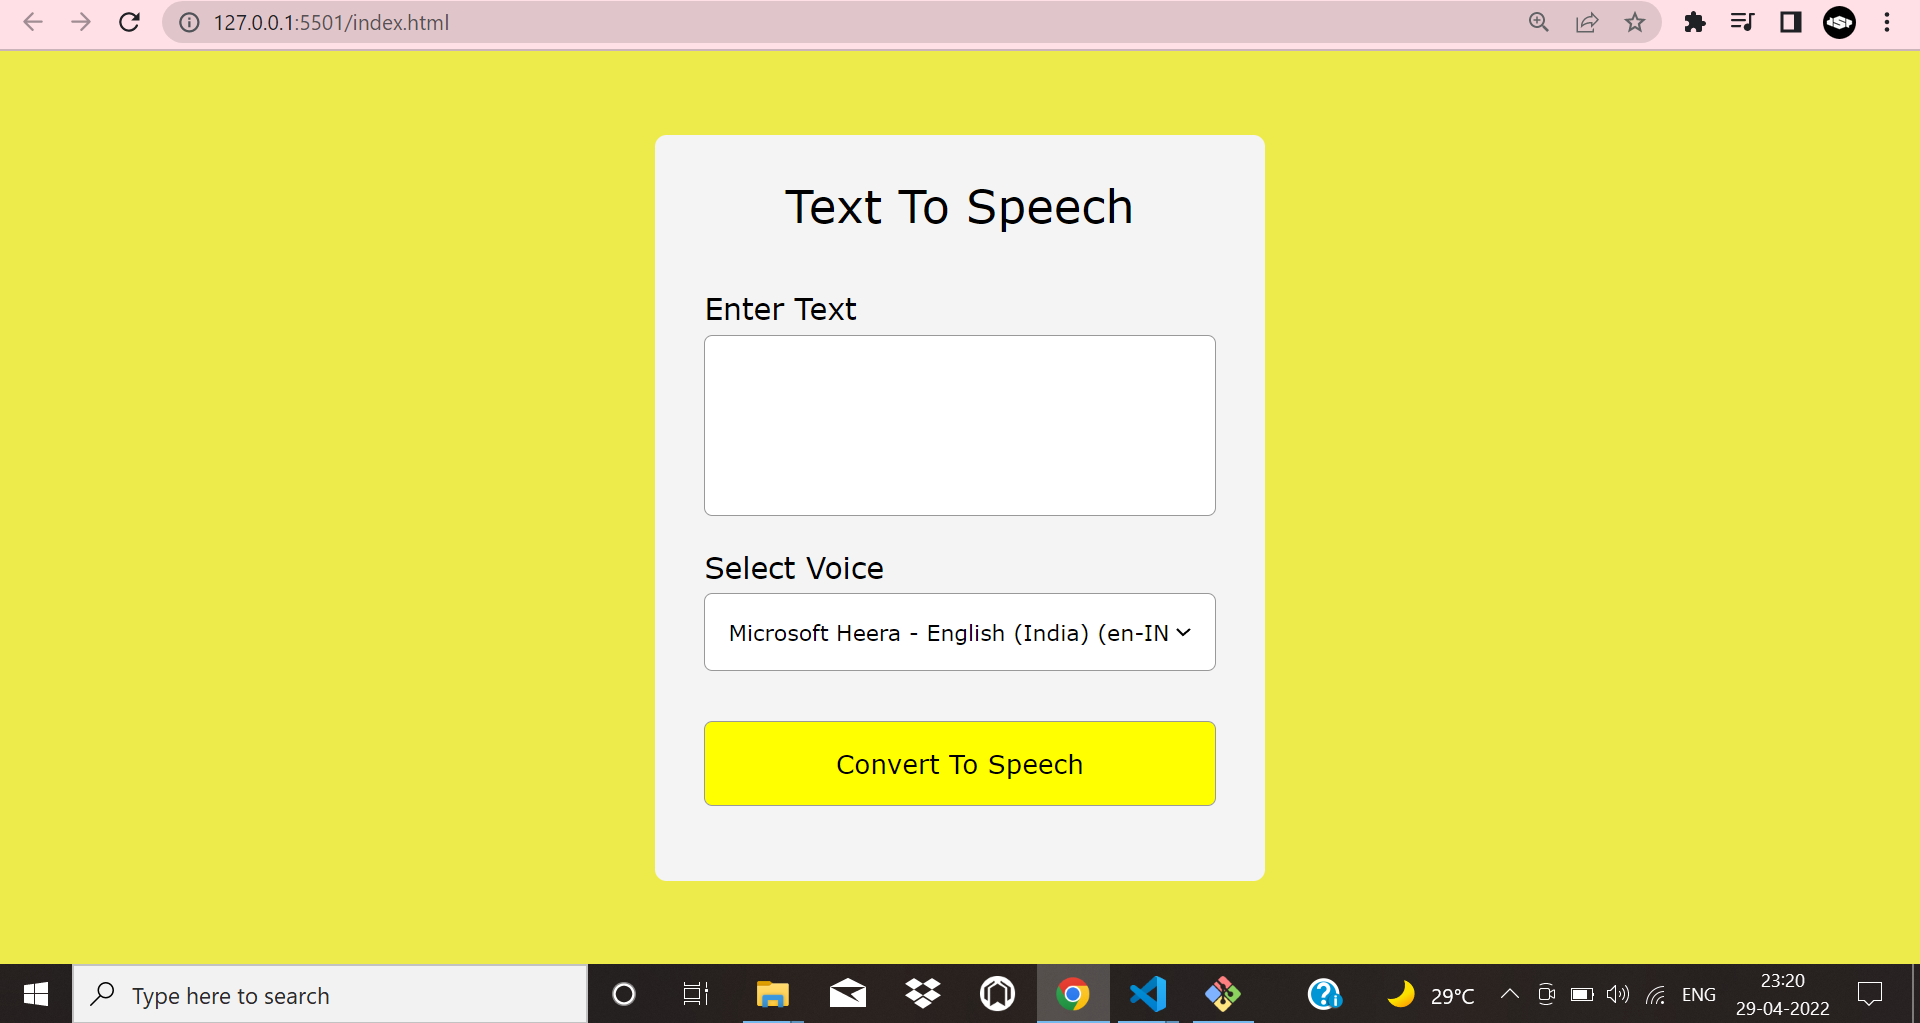 127.0.0.1:5501/index.html
Text To Speech
Enter Text
Select Voice
Microsoft Heera - English (India) (en-IN
Convert To Speech
Type here to search
29°C
ENG
23:20
29-04-2022